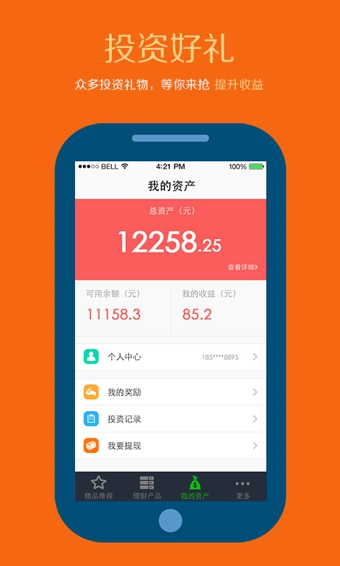 投资好礼
众多投资礼物，等你来抢 提升收益
●●●○○ BELL 4:21 PM 100%
我的资产
总资产（元）
12258.25
查看详细>
可用余额（元） 我的收益（元）
11158.3 85.2
个人中心 185****8895
我的奖励
投资记录
我要提现
精品推荐 理财产品 我的资产 更多